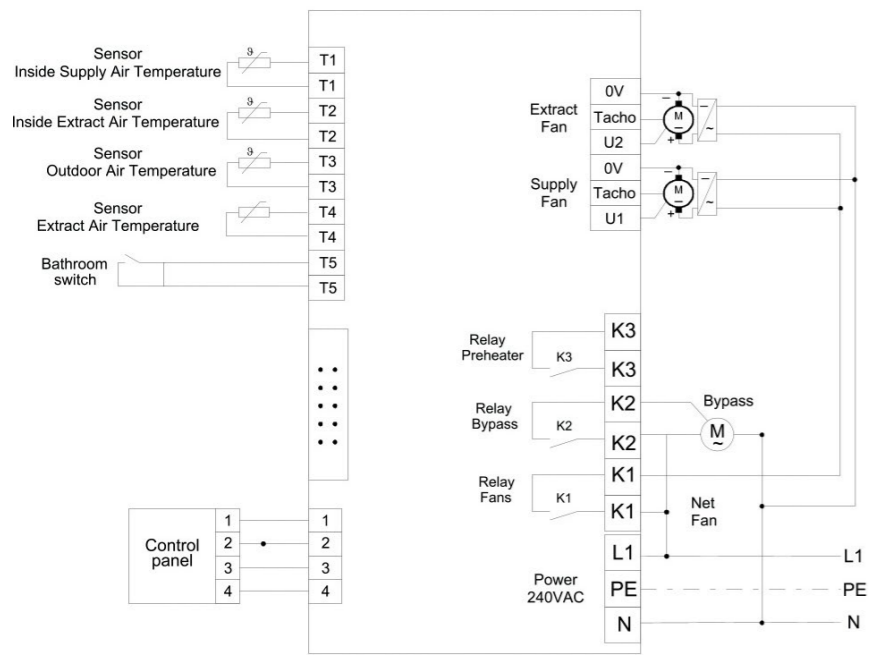 Sensor
Inside Supply Air Temperature
ϑ
T1
T1
Sensor
Inside Extract Air Temperature
ϑ
T2
T2
Sensor
Outdoor Air Temperature
ϑ
T3
T3
Sensor
Extract Air Temperature
T4
T4
Bathroom
switch
T5
T5
Control
panel
1
2
3
4
1
2
3
4
Extract
Fan
0V
Tacho
U2
−
M
+
−
~
Supply
Fan
0V
Tacho
U1
−
M
+
−
~
Relay
Preheater
K3
K3
K3
Relay
Bypass
K2
K2
K2
Bypass
M
~
Relay
Fans
K1
K1
K1
Net
Fan
Power
240VAC
L1
PE
N
L1
PE
N